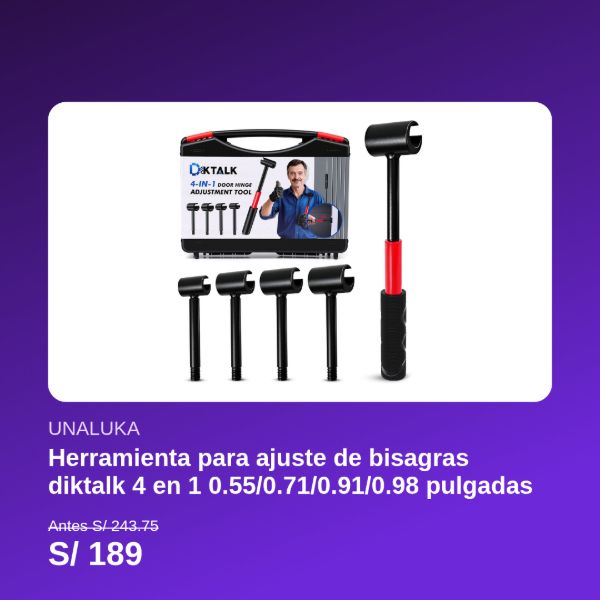 DKTALK
4-IN-1 DOOR HINGE
ADJUSTMENT TOOL
UNALUKA
Herramienta para ajuste de bisagras
diktalk 4 en 1 0.55/0.71/0.91/0.98 pulgadas
Antes S/ 243.75
S/ 189